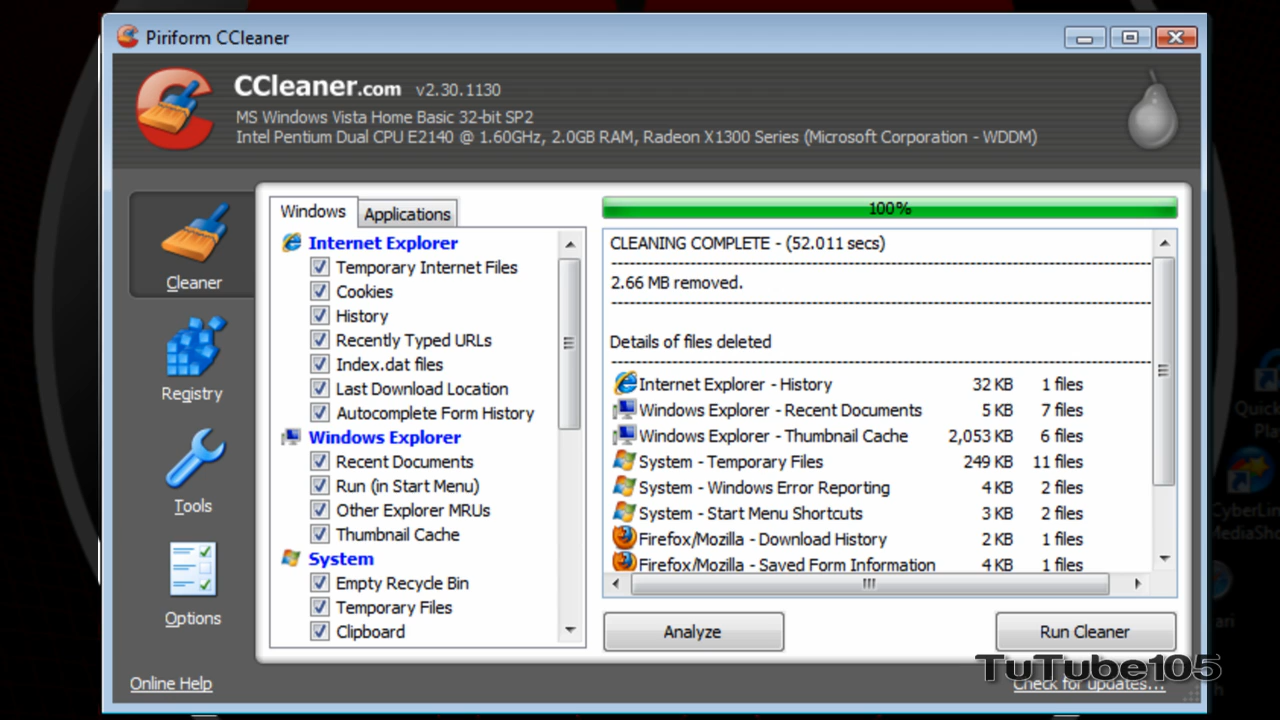 Piriform CCleaner
CCleaner.com v2.30.1130
MS Windows Vista Home Basic 32-bit SP2
Intel Pentium Dual CPU E2140 @ 1.60GHz, 2.0GB RAM, Radeon X1300 Series (Microsoft Corporation - WDDM)
Cleaner
Registry
Tools
Options
Windows
Applications
Internet Explorer
Temporary Internet Files
Cookies
History
Recently Typed URLs
Index.dat files
Last Download Location
Autocomplete Form History
Windows Explorer
Recent Documents
Run (in Start Menu)
Other Explorer MRUs
Thumbnail Cache
System
Empty Recycle Bin
Temporary Files
Clipboard
100%
CLEANING COMPLETE - (52.011 secs)
2.66 MB removed.
Details of files deleted
Internet Explorer - History 32 KB 1 files
Windows Explorer - Recent Documents 5 KB 7 files
Windows Explorer - Thumbnail Cache 2,053 KB 6 files
System - Temporary Files 249 KB 11 files
System - Windows Error Reporting 4 KB 2 files
System - Start Menu Shortcuts 3 KB 2 files
Firefox/Mozilla - Download History 2 KB 1 files
Firefox/Mozilla - Saved Form Information 4 KB 1 files
Analyze
Run Cleaner
Online Help
Check for updates...
TuTube105